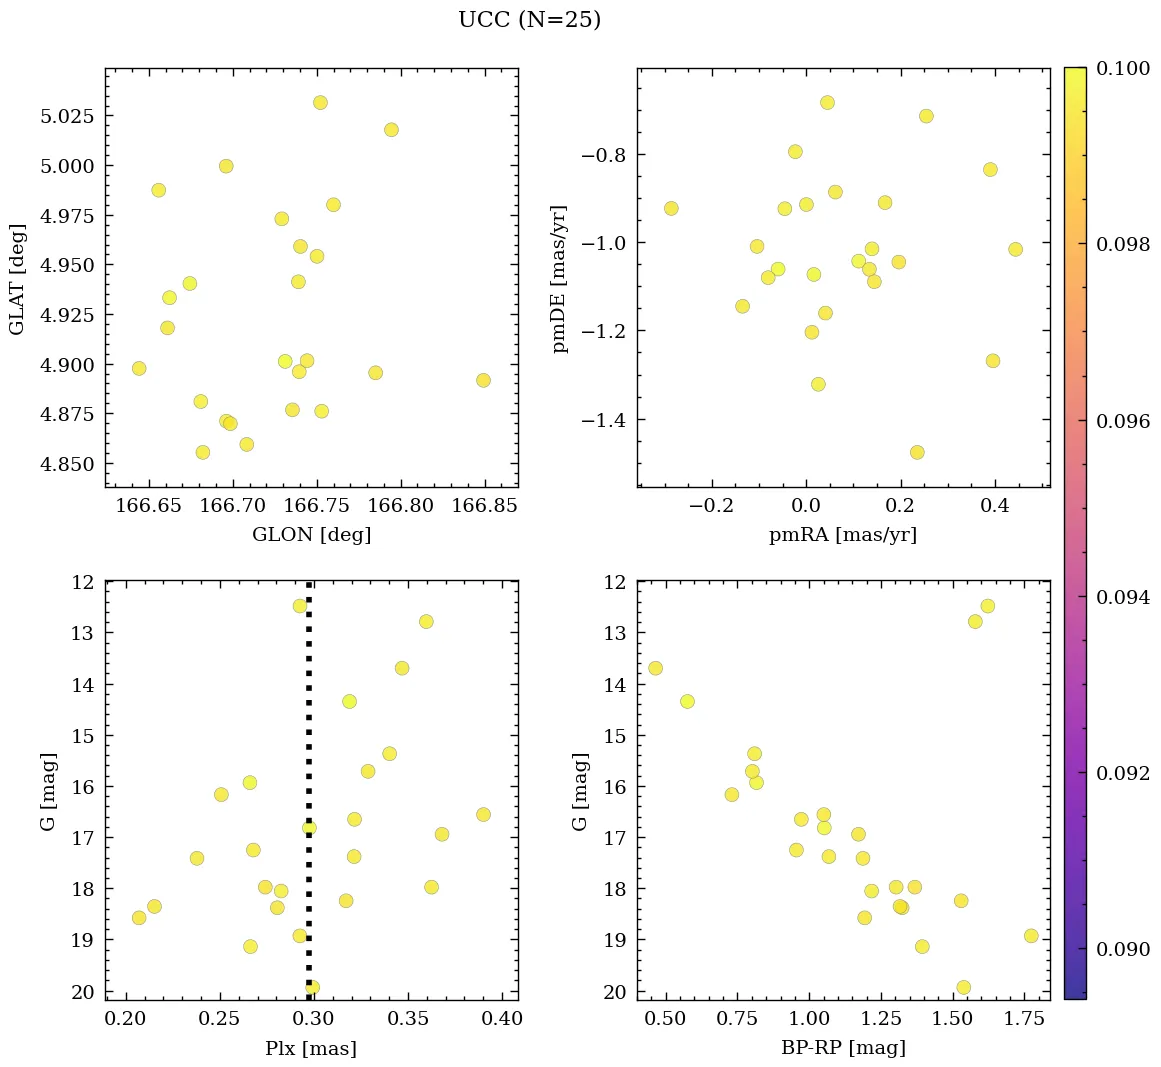 UCC (N=25)
5.025
5.000
4.975
4.950
4.925
4.900
4.875
4.850
GLAT [deg]
166.65 166.70 166.75 166.80 166.85
GLON [deg]
−0.8
−1.0
−1.2
−1.4
pmDE [mas/yr]
−0.2 0.0 0.2 0.4
pmRA [mas/yr]
12
13
14
15
16
17
18
19
20
G [mag]
0.20 0.25 0.30 0.35 0.40
Plx [mas]
12
13
14
15
16
17
18
19
20
G [mag]
0.50 0.75 1.00 1.25 1.50 1.75
BP-RP [mag]
0.100
0.098
0.096
0.094
0.092
0.090